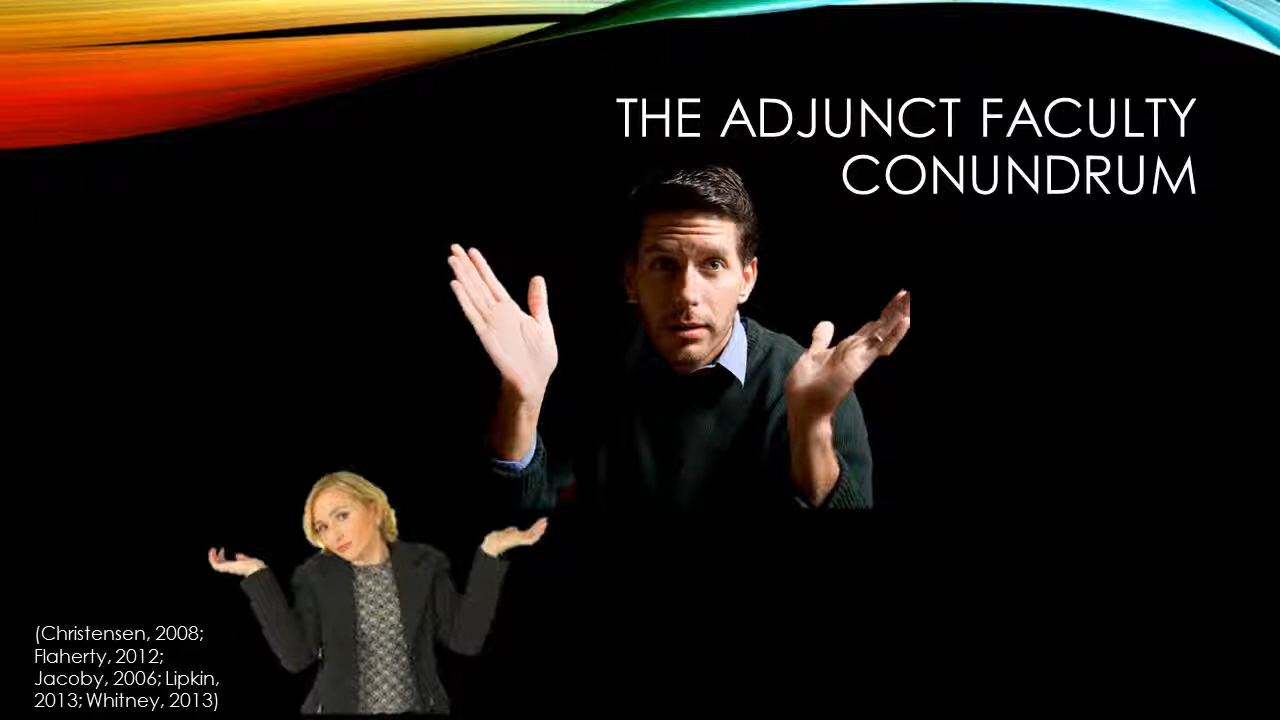 THE ADJUNCT FACULTY
CONUNDRUM
(Christensen, 2008;
Flaherty, 2012;
Jacoby, 2006; Lipkin,
2013; Whitney, 2013)